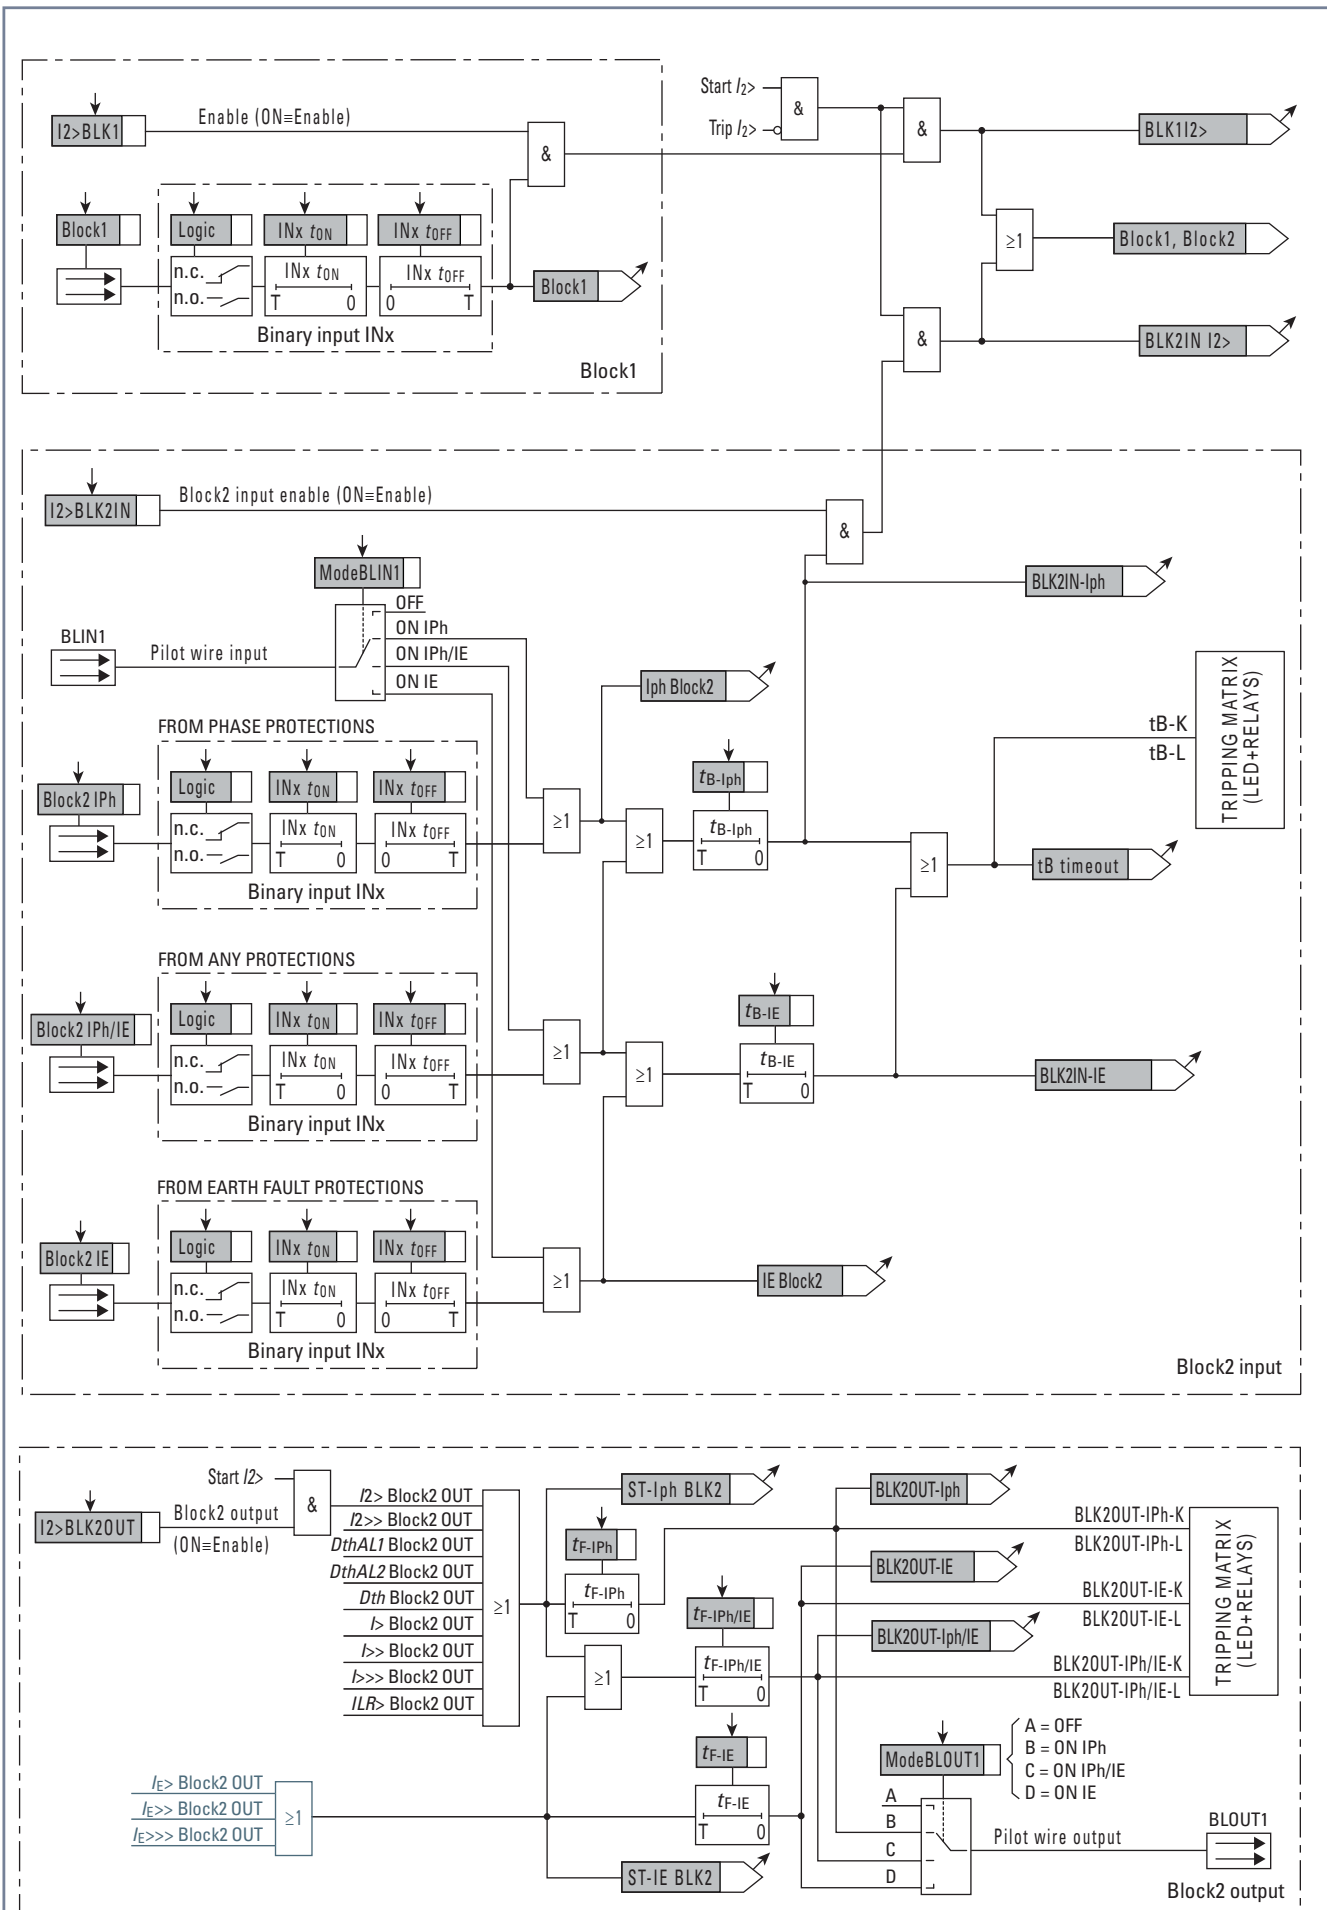 Start I2>
Trip I2>
&
I2>BLK1
Enable (ON≡Enable)
&
&
BLK1I2>
Block1
Logic
INx tON
INx tOFF
n.c.
n.o.
INx tON
T 0
INx tOFF
0 T
Binary input INx
Block1
≥1
Block1, Block2
&
BLK2IN I2>
Block1
I2>BLK2IN
Block2 input enable (ON≡Enable)
&
ModeBLIN1
OFF
ON IPh
ON IPh/IE
ON IE
BLIN1
Pilot wire input
BLK2IN-Iph
Iph Block2
TRIPPING MATRIX
(LED+RELAYS)
tB-K
tB-L
FROM PHASE PROTECTIONS
Block2 IPh
Logic
INx tON
INx tOFF
n.c.
n.o.
INx tON
T 0
INx tOFF
0 T
Binary input INx
≥1
≥1
tB-Iph
tB-Iph
T 0
≥1
tB timeout
FROM ANY PROTECTIONS
Block2 IPh/IE
Logic
INx tON
INx tOFF
n.c.
n.o.
INx tON
T 0
INx tOFF
0 T
Binary input INx
≥1
≥1
tB-IE
tB-IE
T 0
BLK2IN-IE
FROM EARTH FAULT PROTECTIONS
Block2 IE
Logic
INx tON
INx tOFF
n.c.
n.o.
INx tON
T 0
INx tOFF
0 T
Binary input INx
≥1
IE Block2
Block2 input
Start I2>
I2>BLK2OUT
Block2 output
(ON≡Enable)
&
I2> Block2 OUT
I2>> Block2 OUT
DthAL1 Block2 OUT
DthAL2 Block2 OUT
Dth Block2 OUT
I> Block2 OUT
I>> Block2 OUT
I>>> Block2 OUT
ILR> Block2 OUT
≥1
ST-Iph BLK2
tF-IPh
tF-IPh
T 0
BLK2OUT-Iph
BLK2OUT-IE
BLK2OUT-Iph/IE
BLK2OUT-IPh-K
BLK2OUT-IPh-L
BLK2OUT-IE-K
BLK2OUT-IE-L
BLK2OUT-IPh/IE-K
BLK2OUT-IPh/IE-L
TRIPPING MATRIX
(LED+RELAYS)
≥1
tF-IPh/IE
tF-IPh/IE
T 0
IE> Block2 OUT
IE>> Block2 OUT
IE>>> Block2 OUT
≥1
tF-IE
tF-IE
T 0
ST-IE BLK2
ModeBLOUT1
A = OFF
B = ON IPh
C = ON IPh/IE
D = ON IE
A
B
C
D
Pilot wire output
BLOUT1
Block2 output